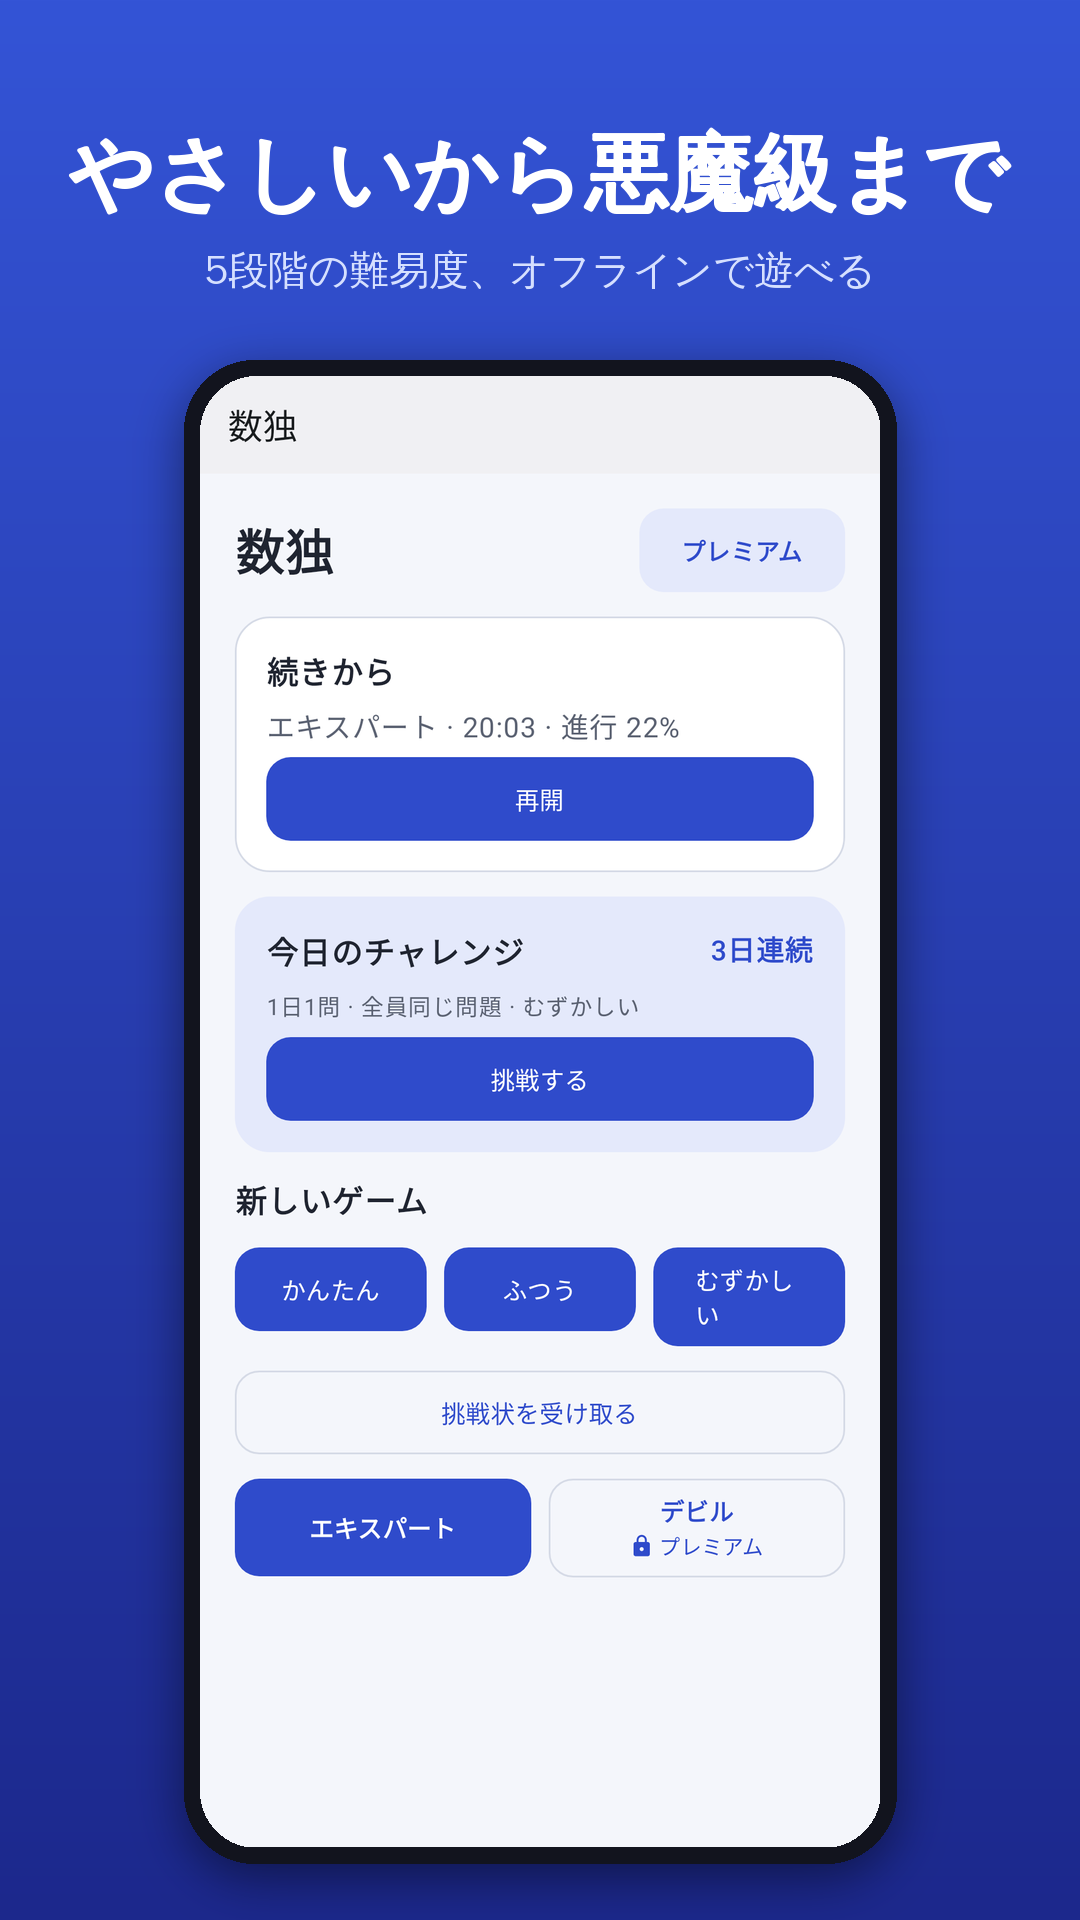 やさしいから悪魔級まで
5段階の難易度、オフラインで遊べる
数独
数独
プレミアム
続きから
エキスパート · 20:03 · 進行 22%
再開
今日のチャレンジ
3日連続
1日1問 · 全員同じ問題 · むずかしい
挑戦する
新しいゲーム
かんたん
ふつう
むずかし
い
挑戦状を受け取る
エキスパート
デビル
プレミアム